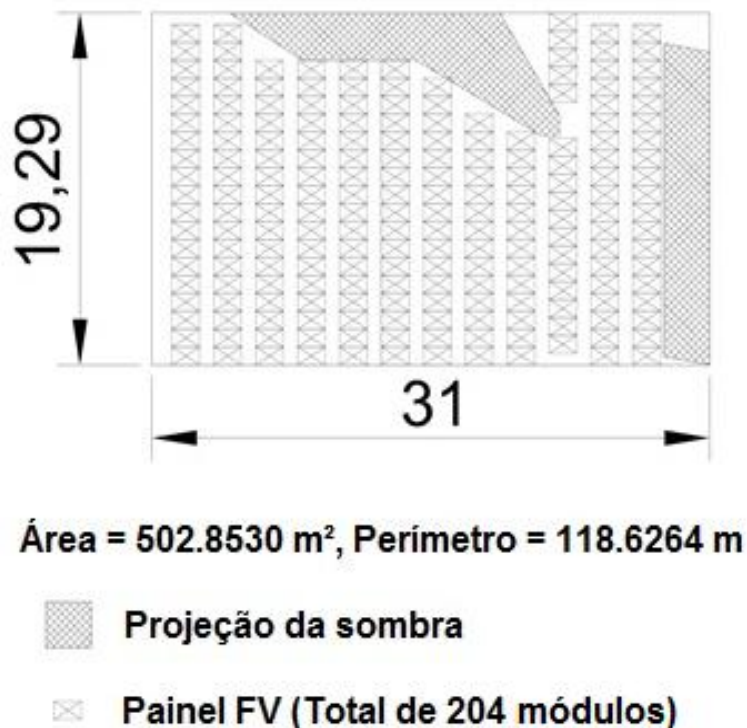 19,29
31
Área = 502.8530 m², Perímetro = 118.6264 m
Projeção da sombra
Painel FV (Total de 204 módulos)